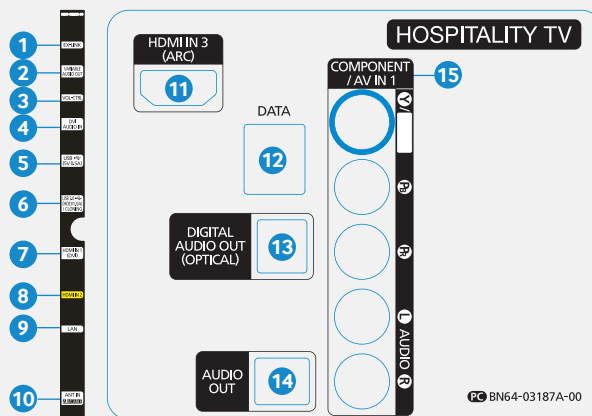 1
EX-LINK
2
VARIABLE
AUDIO OUT
3
VOL-CTRL
4
DVI
AUDIO IN
5
USB
(5V 0.5A)
6
/ CLONING
7
HDMI IN 1
(DVI)
8
HDMI IN 2
9
LAN
10
ANT IN
HOSPITALITY TV
HDMI IN 3
(ARC)
11
DATA
12
DIGITAL
AUDIO OUT
(OPTICAL)
13
AUDIO
OUT
14
COMPONENT
/ AV IN 1
15
Y/
PB
PR
L AUDIO R
PC BN64-03187A-00